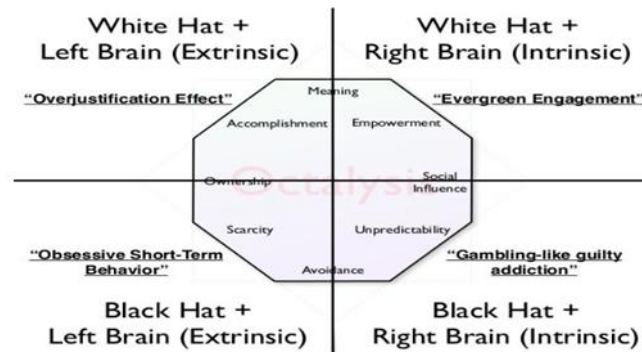 White Hat +
Left Brain (Extrinsic)
White Hat +
Right Brain (Intrinsic)
“Overjustification Effect”
“Evergreen Engagement”
Meaning
Accomplishment
Empowerment
Ownership
Octalysis
Social
Influence
Scarcity
Unpredictability
“Obsessive Short-Term
Behavior”
“Gambling-like guilty
addiction”
Avoidance
Black Hat +
Left Brain (Extrinsic)
Black Hat +
Right Brain (Intrinsic)